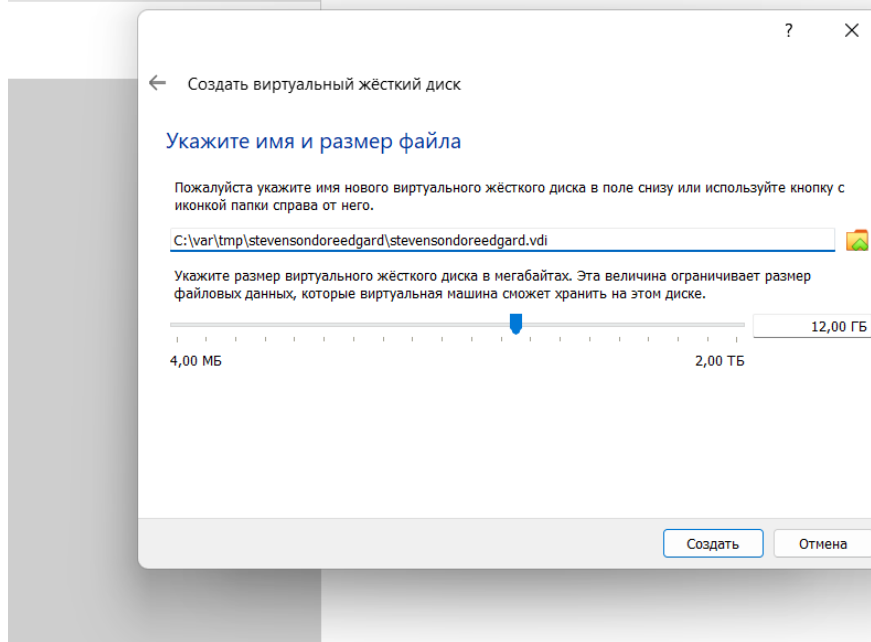 ?
Создать виртуальный жёсткий диск
Укажите имя и размер файла
Пожалуйста укажите имя нового виртуального жёсткого диска в поле снизу или используйте кнопку с
иконкой папки справа от него.
C:\var\tmp\stevensondoreedgard\stevensondoreedgard.vdi
Укажите размер виртуального жёсткого диска в мегабайтах. Эта величина ограничивает размер
файловых данных, которые виртуальная машина сможет хранить на этом диске.
12,00 ГБ
4,00 МБ 2,00 ТБ
Создать Отмена